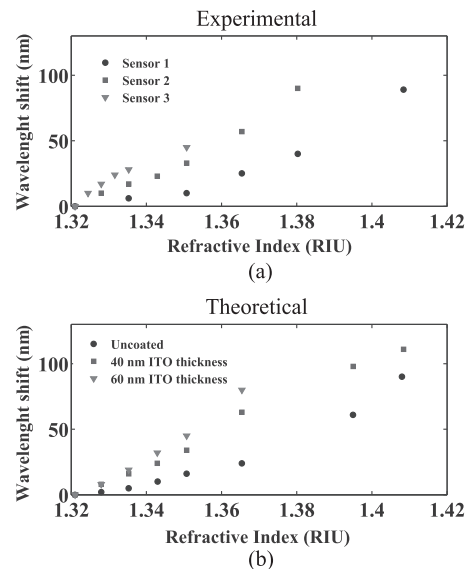 Experimental
Wavelenght shift (nm)
100
50
0
Sensor 1
Sensor 2
Sensor 3
1.32 1.34 1.36 1.38 1.4 1.42
Refractive Index (RIU)
(a)
Theoretical
Wavelenght shift (nm)
100
50
0
Uncoated
40 nm ITO thickness
60 nm ITO thickness
1.32 1.34 1.36 1.38 1.4 1.42
Refractive Index (RIU)
(b)